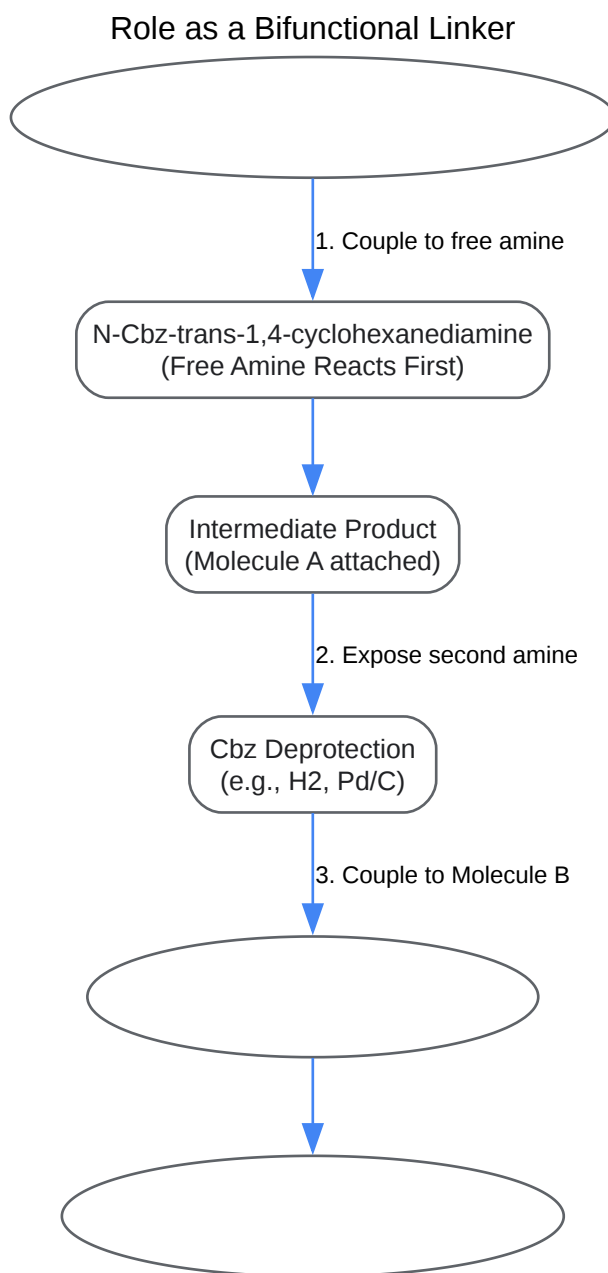 Role as a Bifunctional Linker
1. Couple to free amine
N-Cbz-trans-1,4-cyclohexanediamine
(Free Amine Reacts First)
Intermediate Product
(Molecule A attached)
2. Expose second amine
Cbz Deprotection
(e.g., H2, Pd/C)
3. Couple to Molecule B